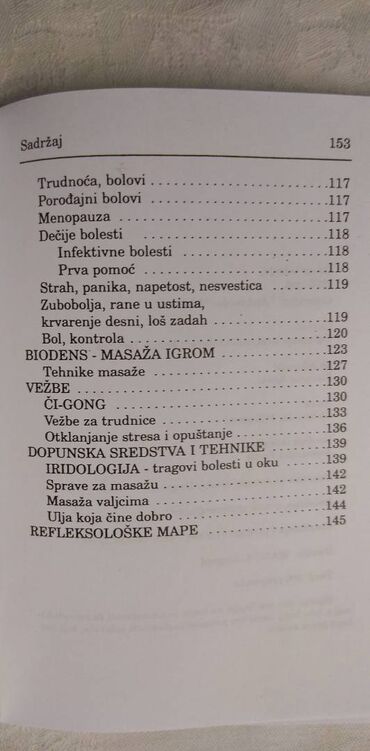 Sadržaj 153
Trudnoća, bolovi ........................117
Porođajni bolovi ........................117
Menopauza ........................117
Dečije bolesti ........................118
Infektivne bolesti ........................118
Prva pomoć ........................118
Strah, panika, napetost, nesvestica ............119
Zubobolja, rane u ustima,
krvarenje desni, loš zadah ................119
Bol, kontrola ........................120
BIODENS - MASAŽA IGROM ................123
Tehnike masaže ........................127
VEŽBE ........................130
ČI-GONG ........................130
Vežbe za trudnice ........................133
Otklanjanje stresa i opuštanje ............136
DOPUNSKA SREDSTVA I TEHNIKE ........139
IRIDOLOGIJA - tragovi bolesti u oku ........139
Sprave za masažu ........................142
Masaža valjcima ........................142
Ulja koja čine dobro ........................144
REFLEKSOLOŠKE MAPE ................145